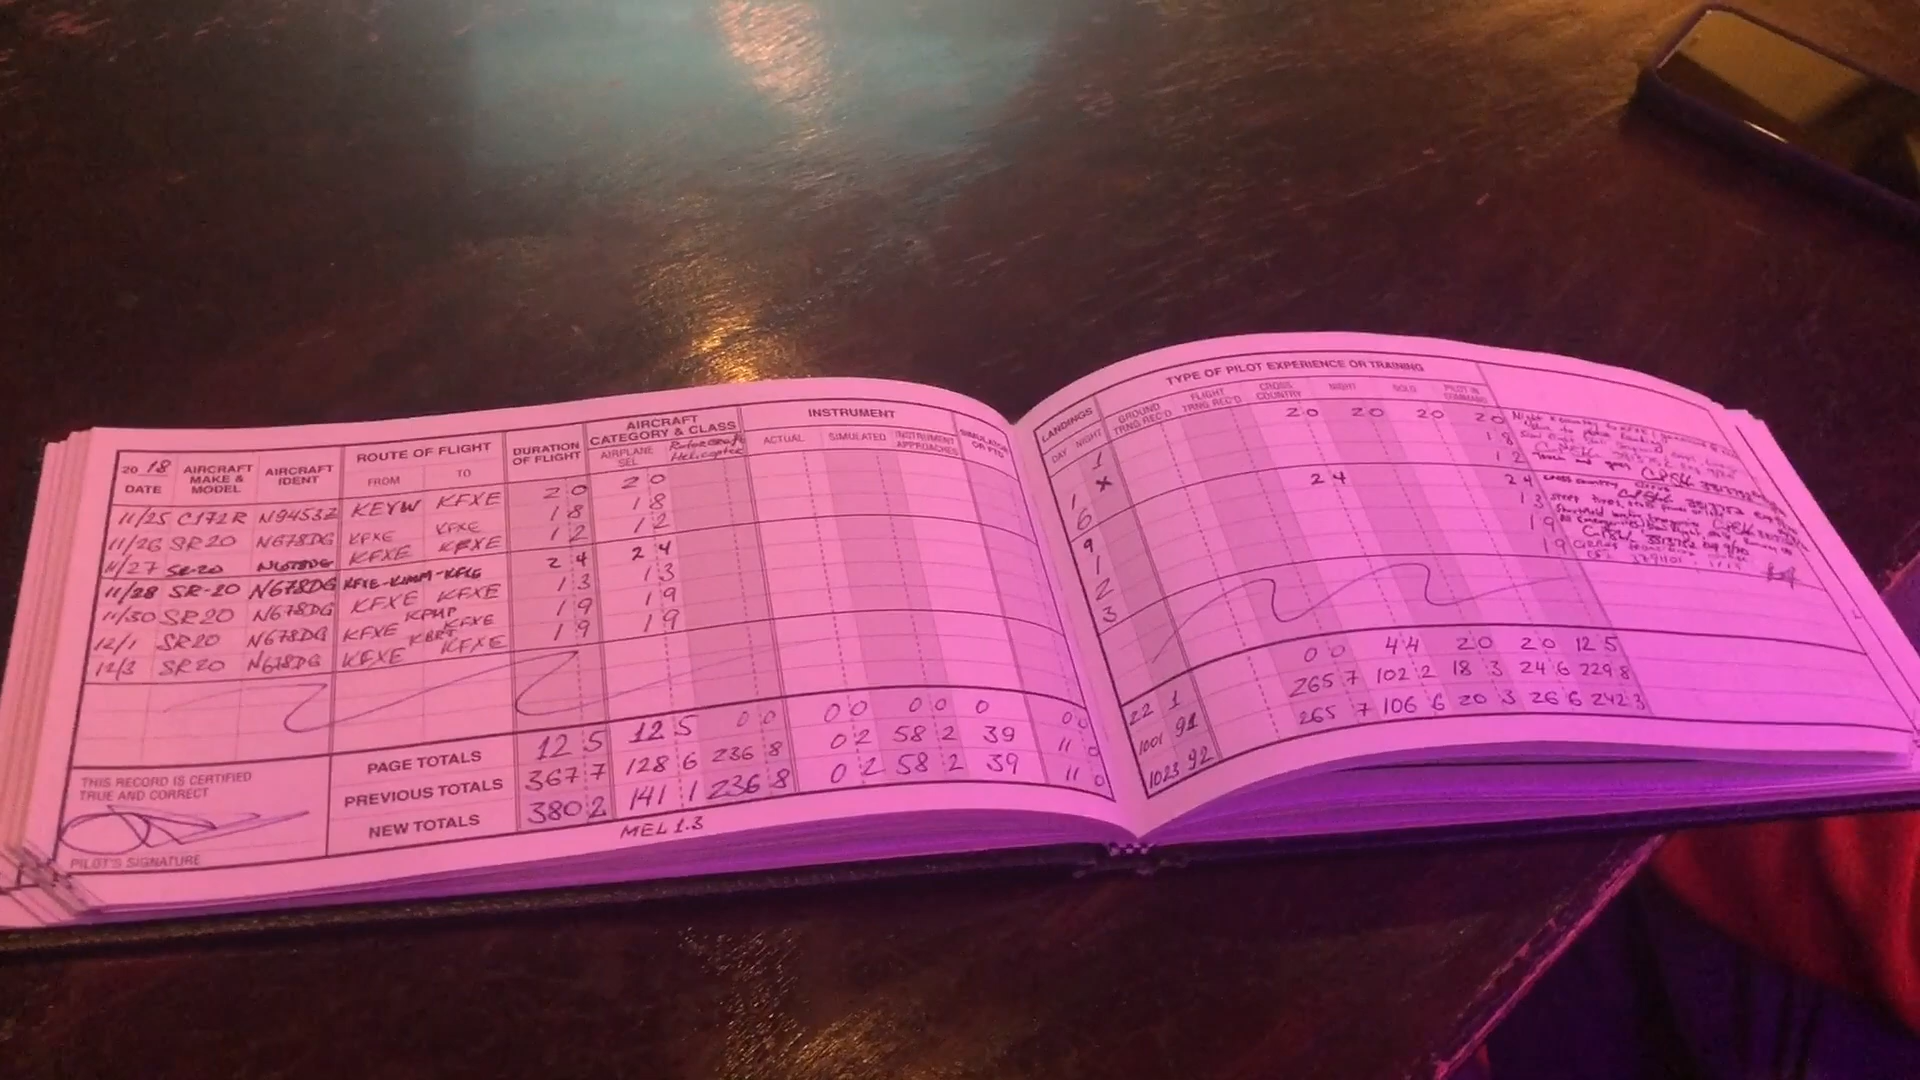 AIRCRAFT CATEGORY & CLASS
INSTRUMENT
20 18 DATE
AIRCRAFT MAKE & MODEL
AIRCRAFT IDENT
ROUTE OF FLIGHT
FROM TO
DURATION OF FLIGHT
AIRPLANE SEL
Rotorcraft Helicopter
ACTUAL
SIMULATED
INSTRUMENT APPROACHES
SIMULATOR OR FTD
11/25 C172R N9453Z KEYW KFXE 2 0 2 0
11/26 SR20 N678DG KFXE KFXE 1 8 1 8
11/27 SR20 N678DG KFXE KFXE 1 2 1 2
11/28 SR-20 N678DG 2 4 2 4
11/30 SR20 N678DG KFXE KFXE 1 3 1 3
12/1 SR20 N678DG KFXE KPMP KFXE 1 9 1 9
12/3 SR20 N678DG KFXE KFXE 1 9 1 9
PAGE TOTALS 12 5 12 5 0 0 0 0 0 0 0 0 0
PREVIOUS TOTALS 367 7 128 6 236 8 0 2 58 2 39 11 0
NEW TOTALS 380 2 141 1 236 8 0 2 58 2 39 11 0
MEL 1.3
THIS RECORD IS CERTIFIED
TRUE AND CORRECT
PILOT'S SIGNATURE
TYPE OF PILOT EXPERIENCE OR TRAINING
LANDINGS
DAY NIGHT
GROUND TRNG REC'D
FLIGHT TRNG REC'D
CROSS COUNTRY
NIGHT
SOLO
PILOT IN COMMAND
1 2 0 2 0 2 0 2 0
1 1 8
6 1 2
9 2 4 2 4
1 1 3
2 1 9
3 1 9
22 1 0 0 4 4 2 0 2 0 12 5
1001 91 265 7 102 2 18 3 24 6 229 8
1023 92 265 7 106 6 20 3 26 6 242 3